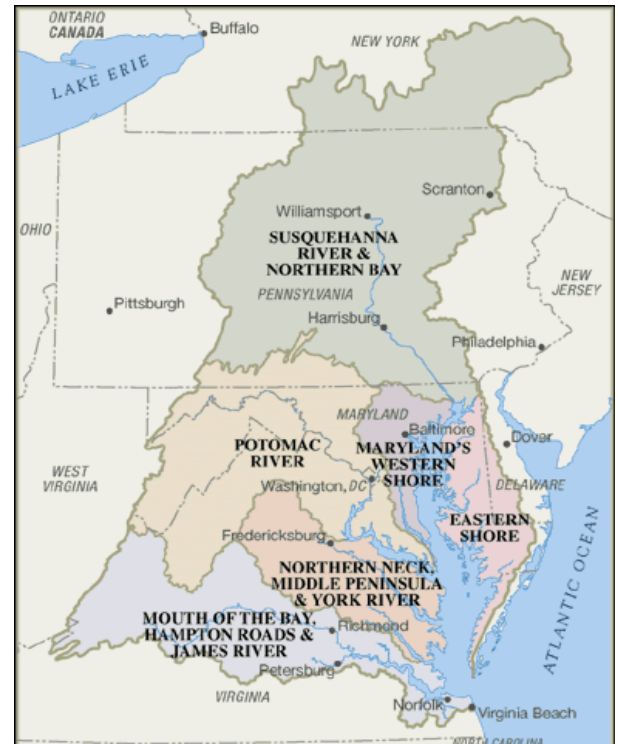 ONTARIO
CANADA
Buffalo
NEW YORK
LAKE ERIE
Scranton
Williamsport
OHIO
SUSQUEHANNA
RIVER &
NORTHERN BAY
PENNSYLVANIA
NEW
JERSEY
Pittsburgh
Harrisburg
Philadelphia
MARYLAND
Baltimore
Dover
POTOMAC
RIVER
MARYLAND'S
WESTERN
SHORE
WEST
VIRGINIA
Washington, DC
DELAWARE
EASTERN
SHORE
ATLANTIC OCEAN
Fredericksburg
NORTHERN NECK,
MIDDLE PENINSULA
& YORK RIVER
MOUTH OF THE BAY,
HAMPTON ROADS &
JAMES RIVER
Richmond
Petersburg
VIRGINIA
Norfolk
Virginia Beach
NORTH CAROLINA